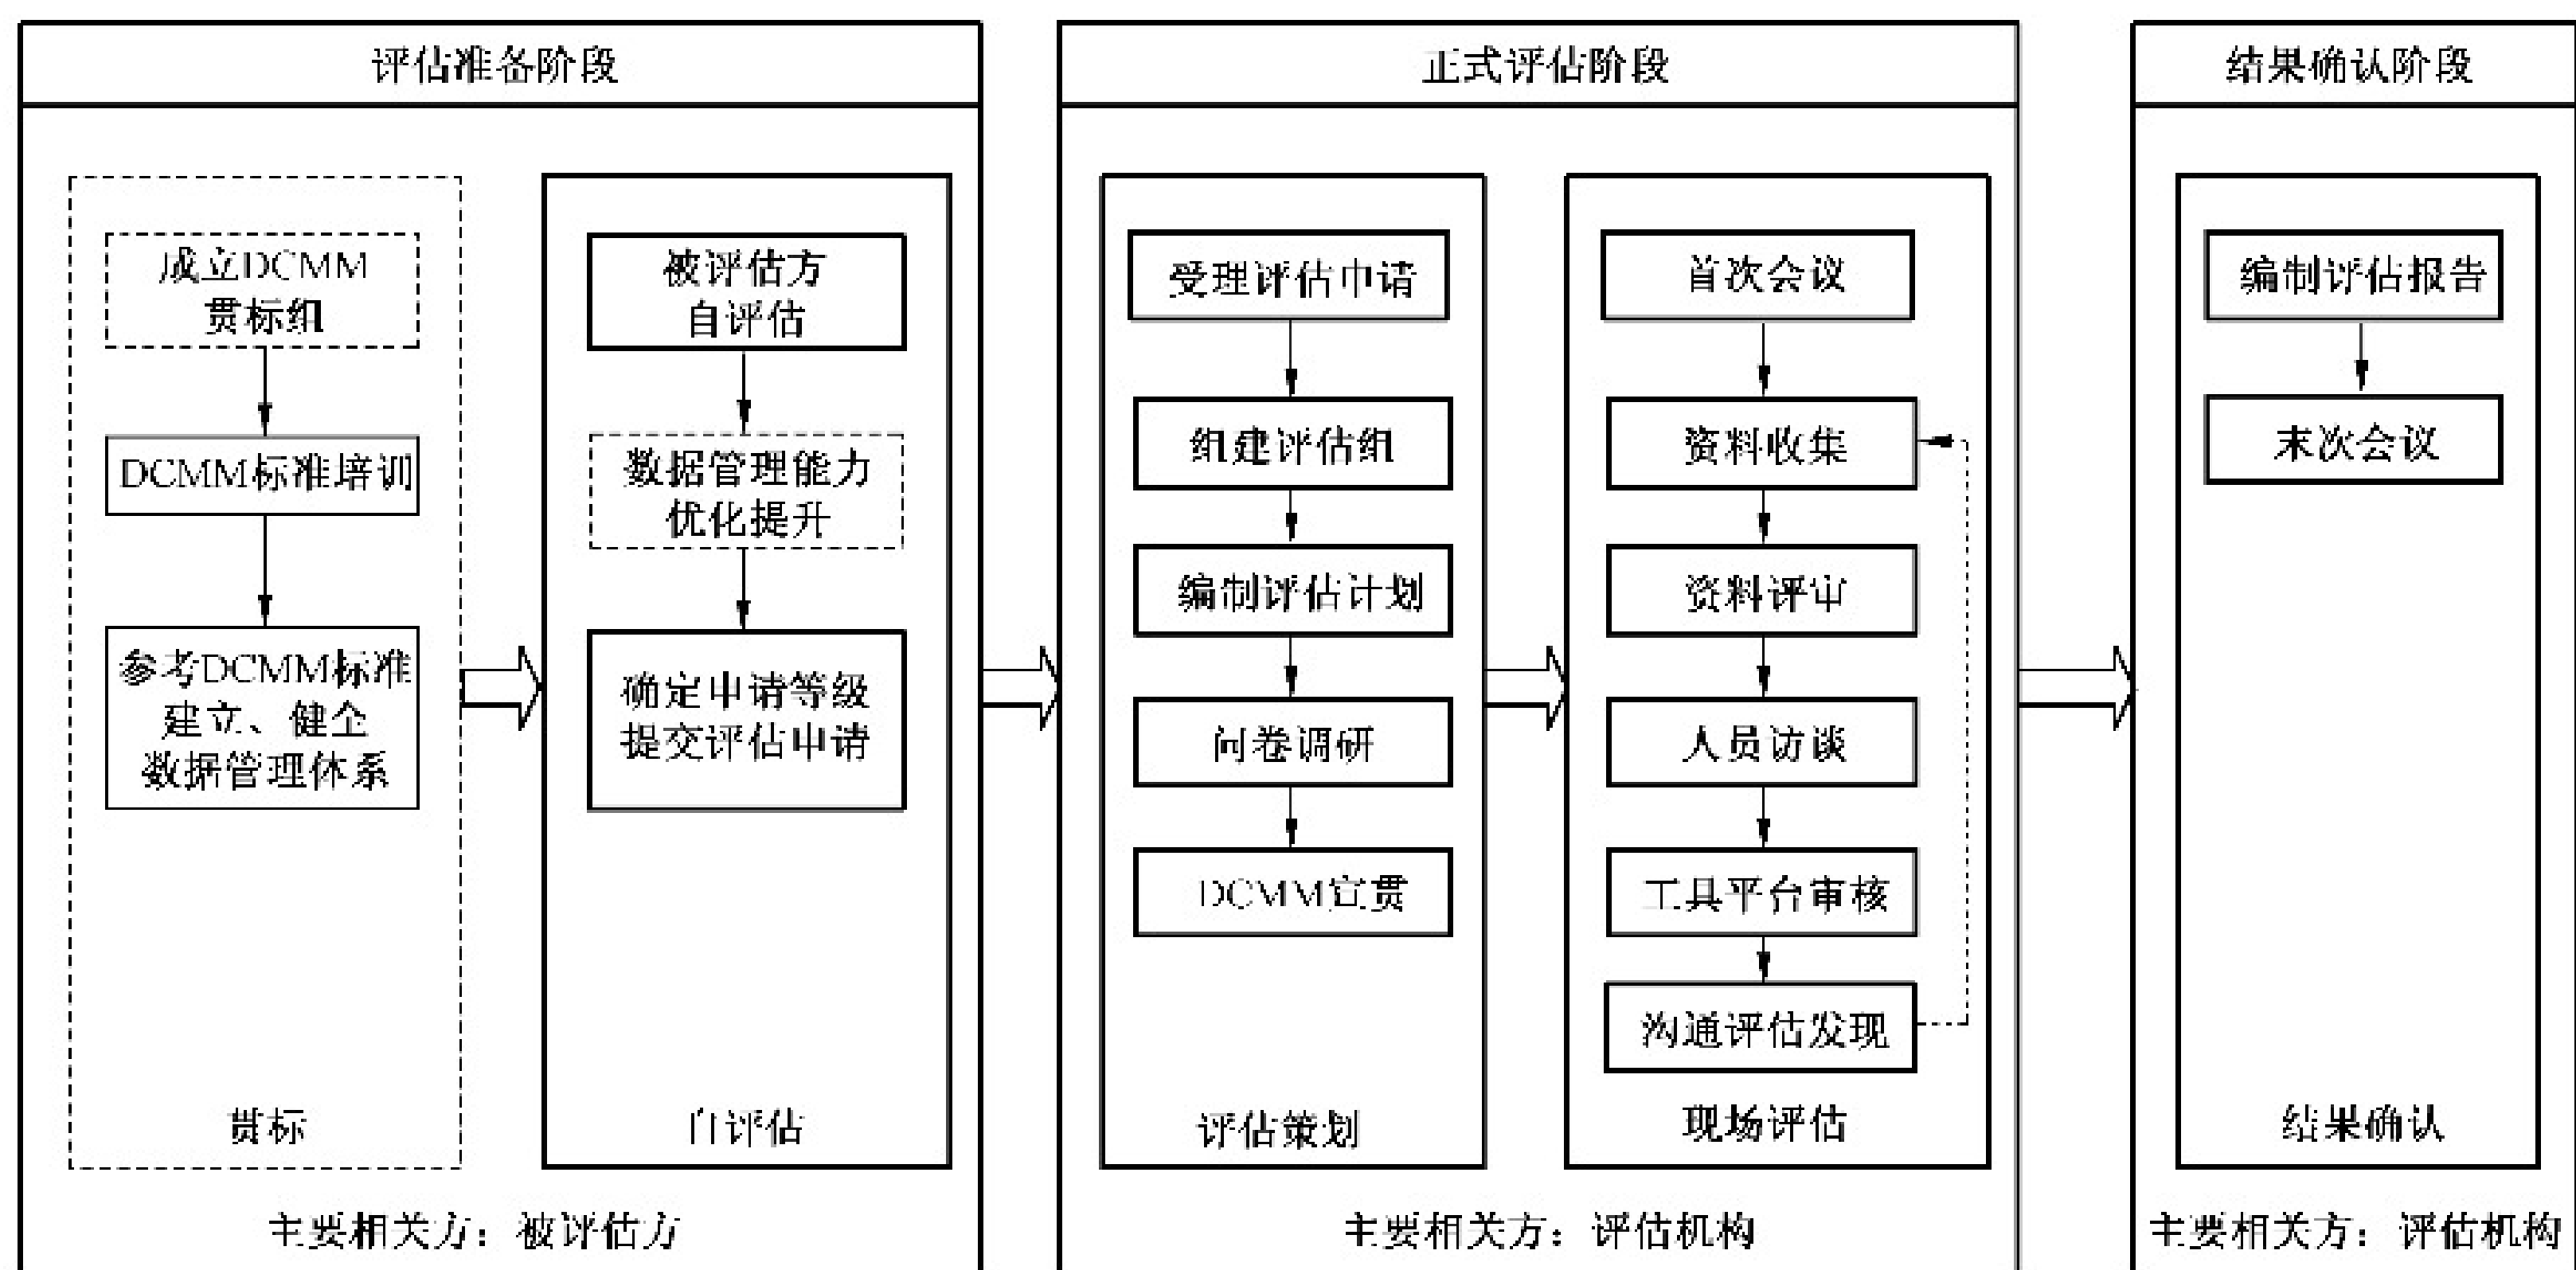 评估准备阶段
成立DCMM
贯标组
DCMM标准培训
参考DCMM标准
建立、健全
数据管理体系
贯标
被评估方
自评估
数据管理能力
优化提升
确定申请等级
提交评估申请
自评估
主要相关方：被评估方
正式评估阶段
受理评估申请
组建评估组
编制评估计划
问卷调研
DCMM宣贯
评估策划
首次会议
资料收集
资料评审
人员访谈
工具平台审核
沟通评估发现
现场评估
主要相关方：评估机构
结果确认阶段
编制评估报告
末次会议
结果确认
主要相关方：评估机构